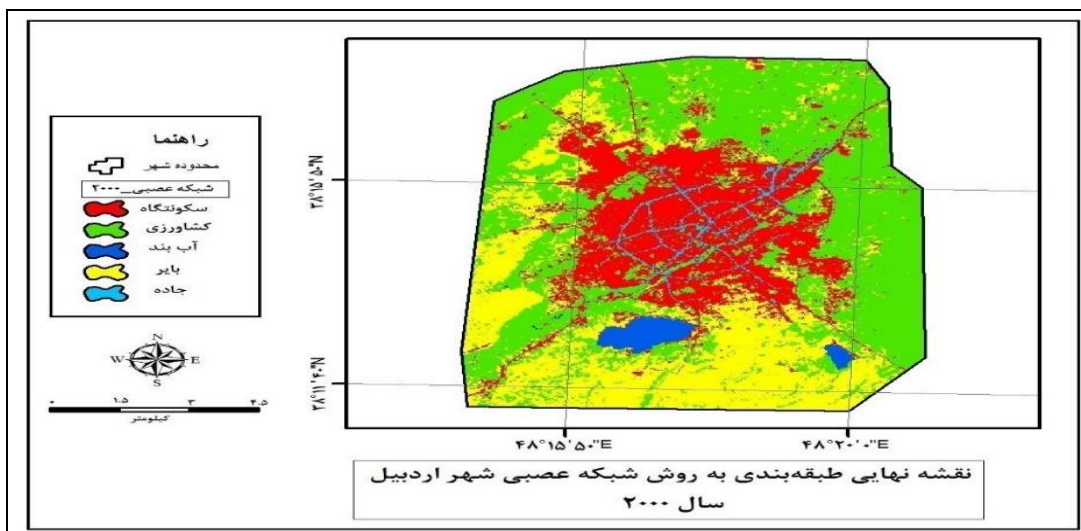 راهنما
محدوده شهر
شبکه عصبی_۲۰۰۰
سکونتگاه
کشاورزی
آب بند
بایر
جاده
N
W
E
S
۰ ۱.۵ ۳ ۴.۵
کیلومتر
۳۸°۱۵'۵۰"N
۳۸°۱۱'۴۰"N
۴۸°۱۵'۵۰"E
۴۸°۲۰'۰"E
نقشه نهایی طبقه‌بندی به روش شبکه عصبی شهر اردبیل
سال ۲۰۰۰